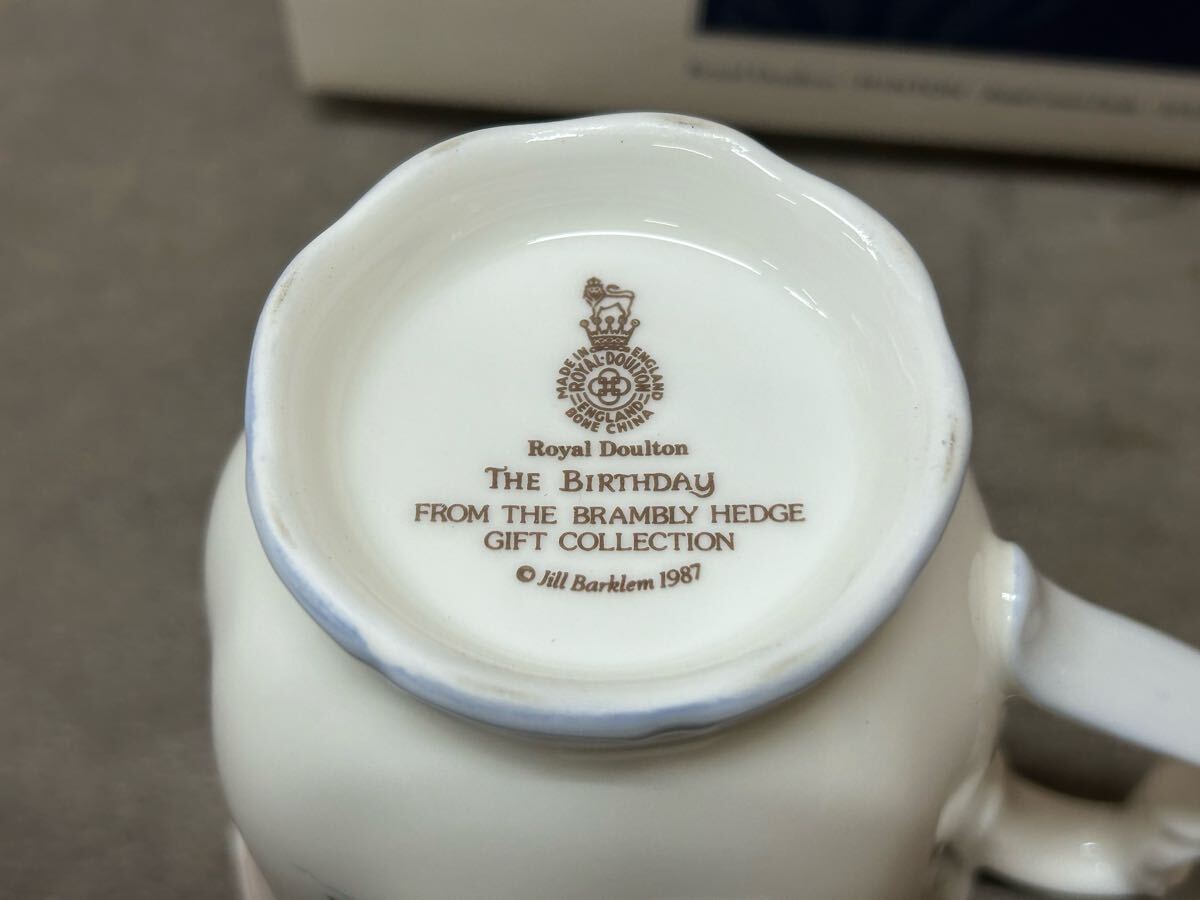 MADE IN ENGLAND
ROYAL·DOULTON
ENGLAND
BONE CHINA
Royal Doulton
THE BIRTHDAY
FROM THE BRAMBLY HEDGE
GIFT COLLECTION
© Jill Barklem 1987